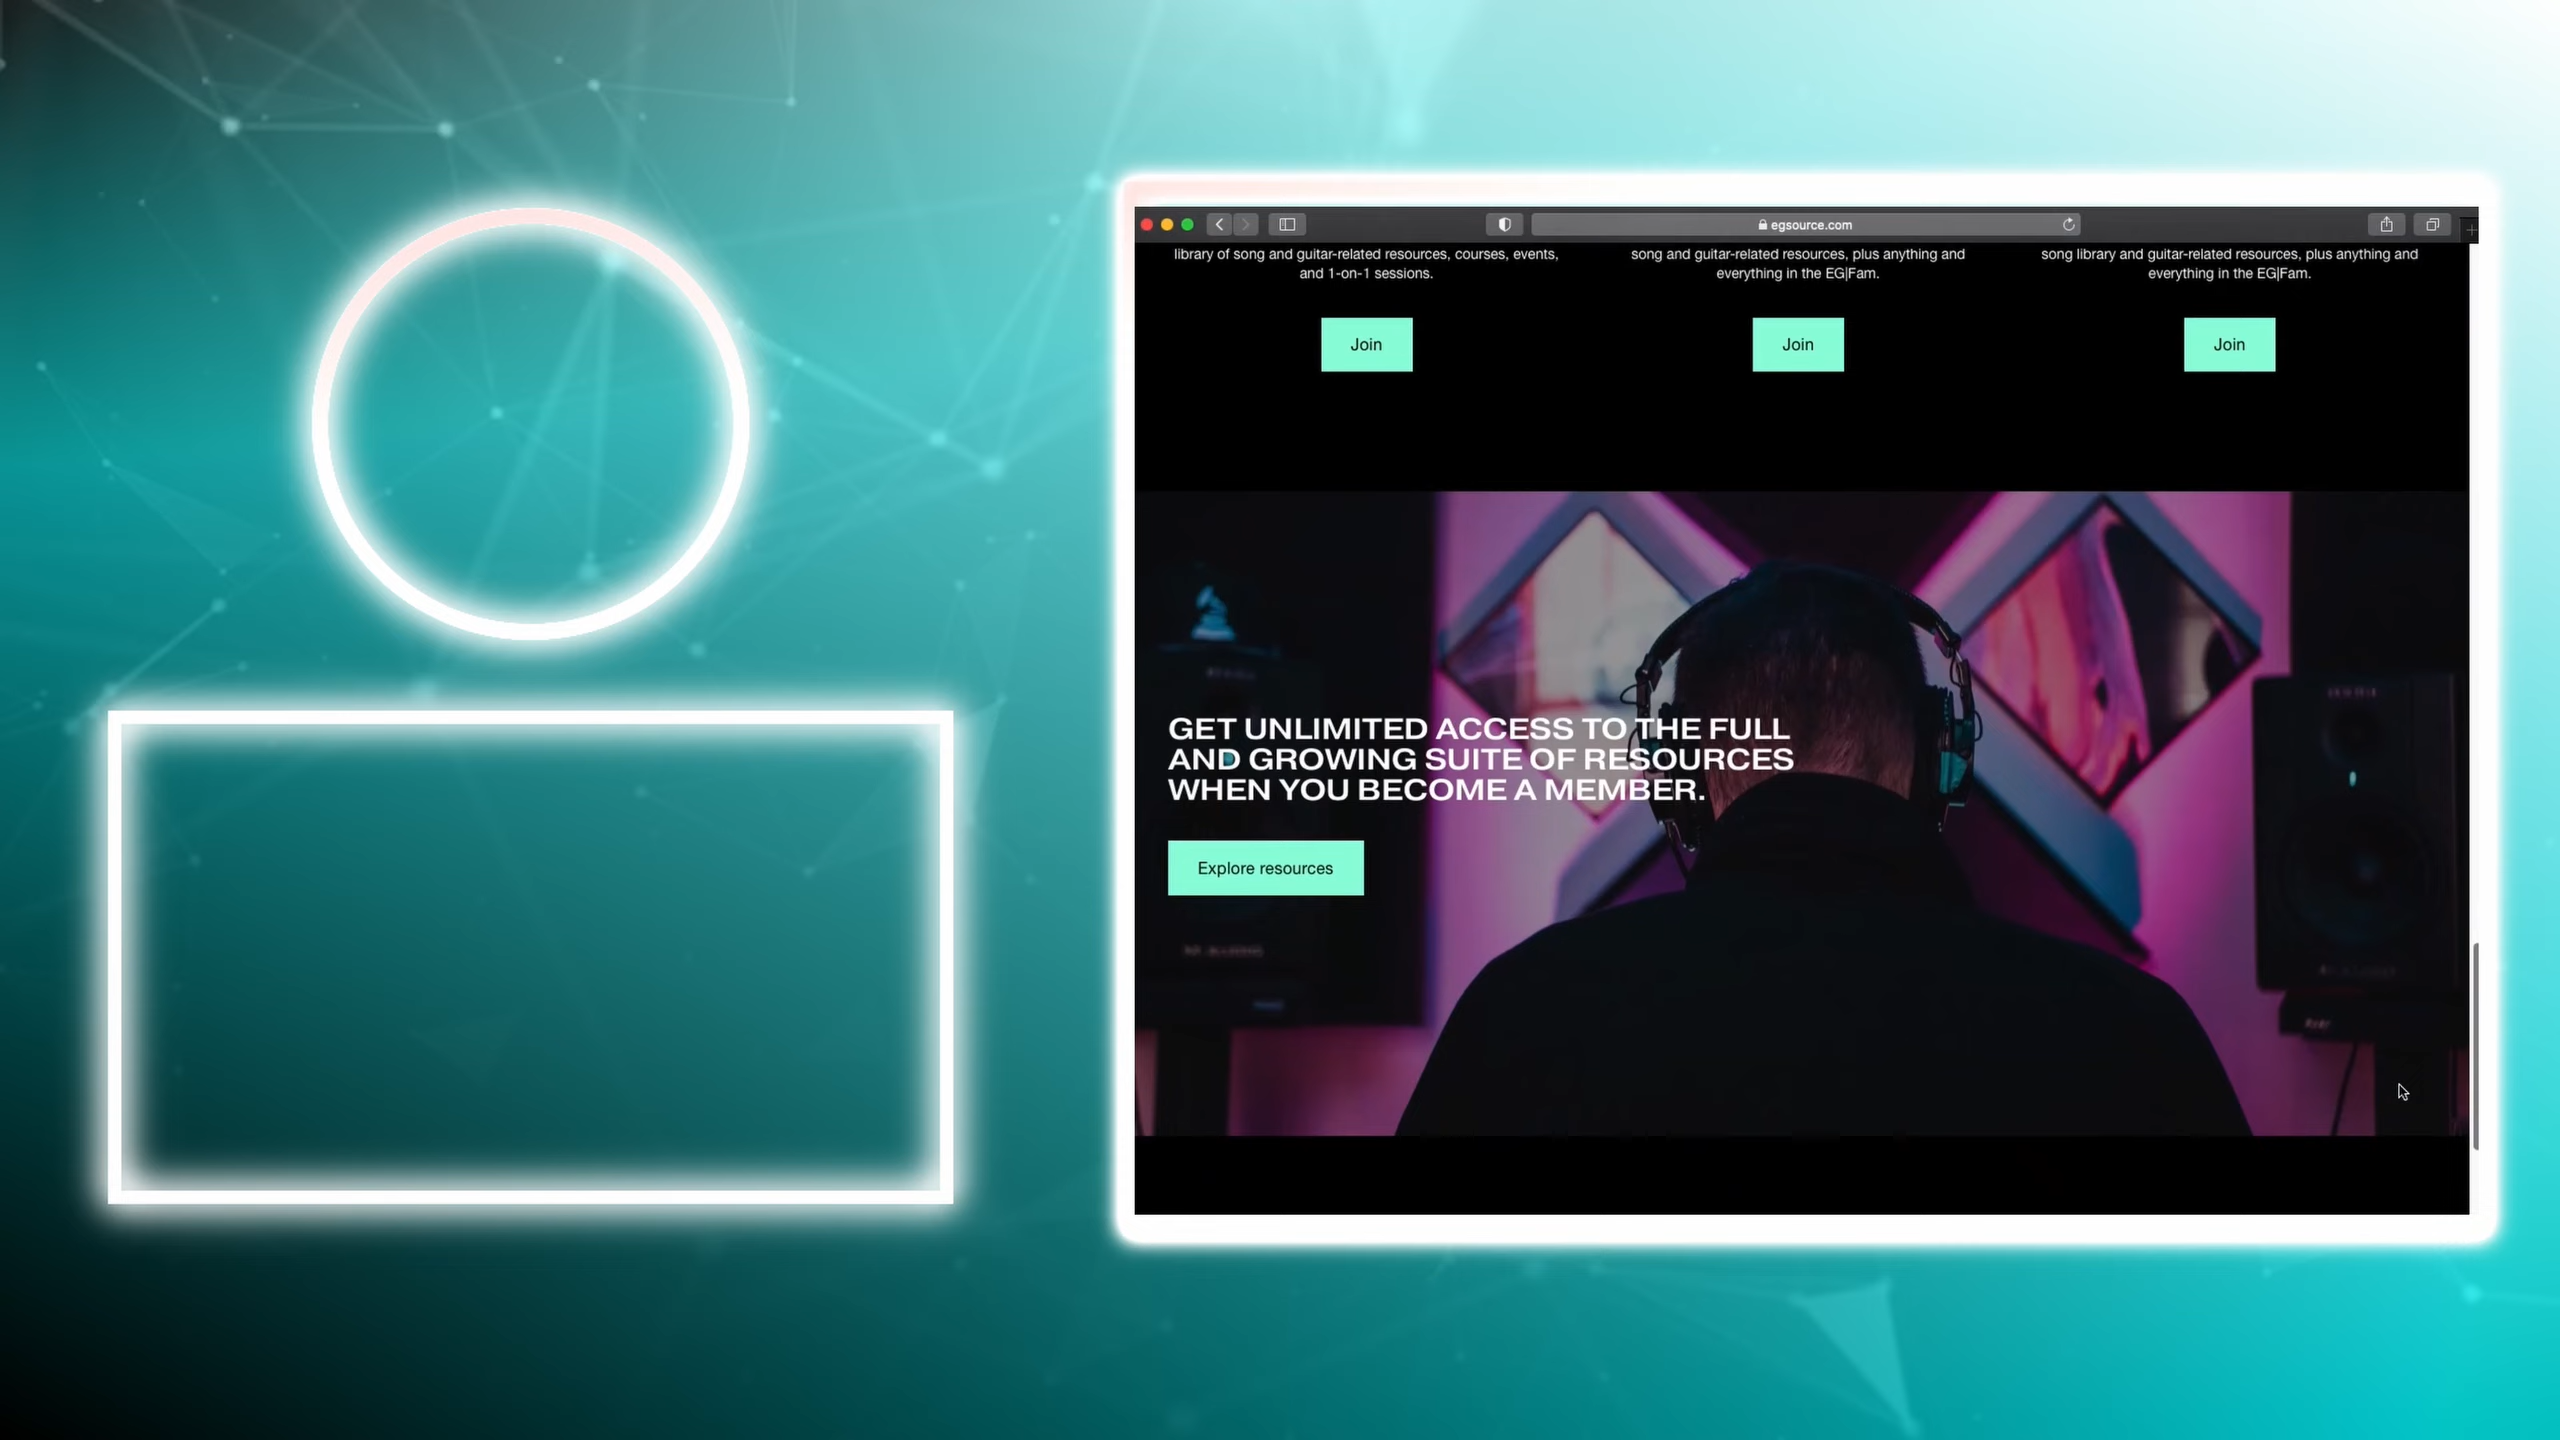 egsource.com
library of song and guitar-related resources, courses, events,
and 1-on-1 sessions.
song and guitar-related resources, plus anything and
everything in the EG|Fam.
song library and guitar-related resources, plus anything and
everything in the EG|Fam.
Join
Join
Join
GET UNLIMITED ACCESS TO THE FULL
AND GROWING SUITE OF RESOURCES
WHEN YOU BECOME A MEMBER.
Explore resources